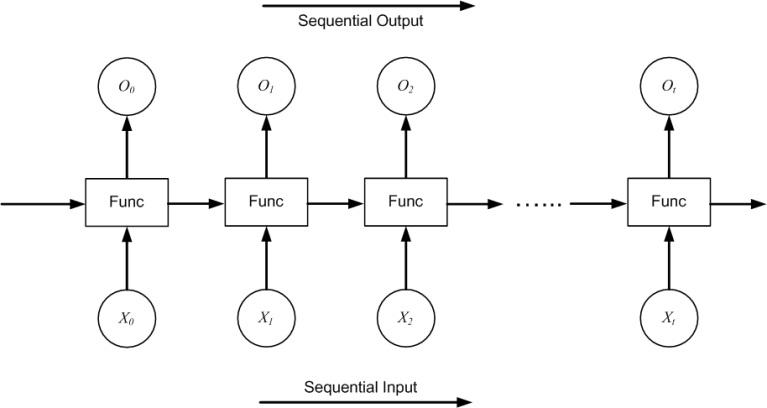 Sequential Output
O0 O1 O2 Ot
Func Func Func ...... Func
X0 X1 X2 Xt
Sequential Input